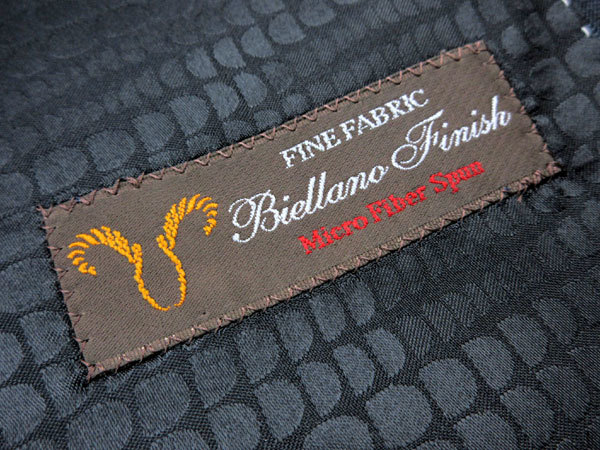 FINE FABRIC
Biellano Finish
Micro Fiber Spun